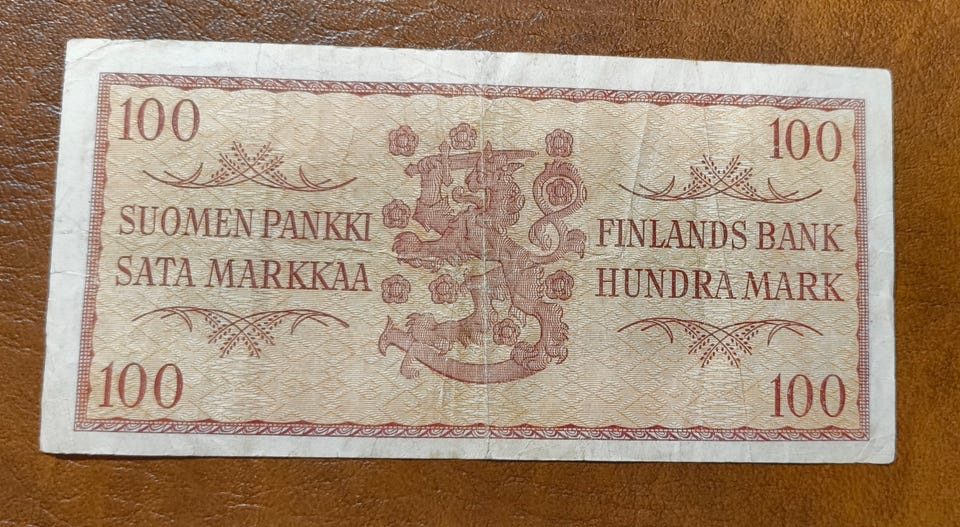 100 100
SUOMEN PANKKI
SATA MARKKAA
FINLANDS BANK
HUNDRA MARK
100 100